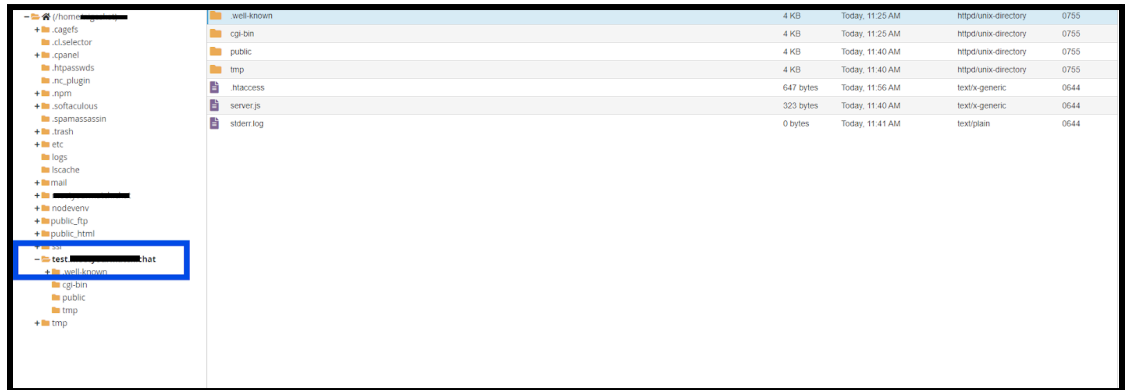 (/home
.cagefs
.cl.selector
.cpanel
.htpasswds
.nc_plugin
.npm
.softaculous
.spamassassin
.trash
etc
logs
lscache
mail
nodevenv
public_ftp
public_html
ssl
test. chat
.well-known
cgi-bin
public
tmp
tmp
.well-known 4 KB Today, 11:25 AM httpd/unix-directory 0755
cgi-bin 4 KB Today, 11:25 AM httpd/unix-directory 0755
public 4 KB Today, 11:40 AM httpd/unix-directory 0755
tmp 4 KB Today, 11:40 AM httpd/unix-directory 0755
.htaccess 647 bytes Today, 11:56 AM text/x-generic 0644
server.js 323 bytes Today, 11:40 AM text/x-generic 0644
stderr.log 0 bytes Today, 11:41 AM text/plain 0644